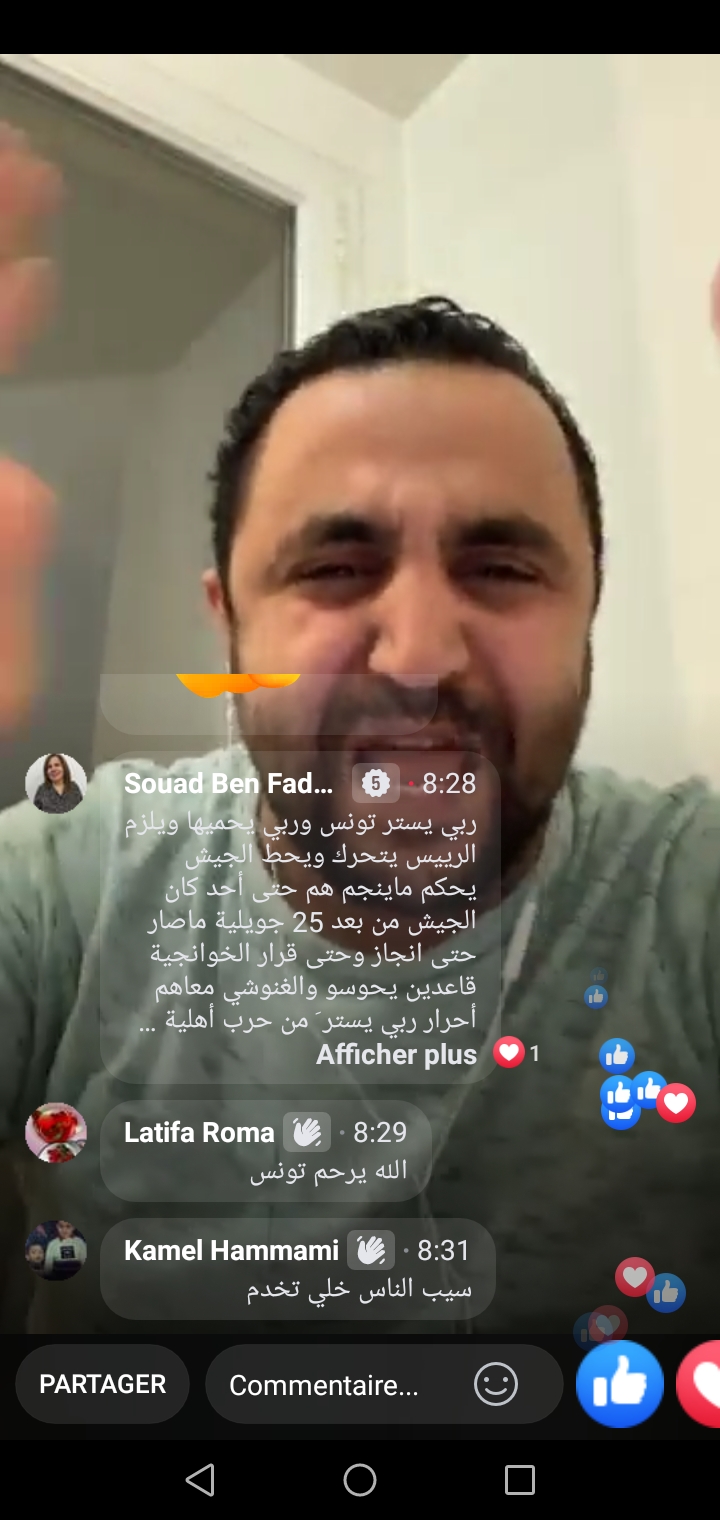 Souad Ben Fad... 5 · 8:28
ربي يستر تونس وربي يحميها ويلزم
الرييس يتحرك ويحط الجيش
يحكم ماينجم هم حتى أحد كان
الجيش من بعد 25 جويلية ماصار
حتى انجاز وحتى قرار الخوانجية
قاعدين يحوسو والغنوشي معاهم
أحرار ربي يستر َ من حرب أهلية ...
Afficher plus 1
Latifa Roma · 8:29
الله يرحم تونس
Kamel Hammami · 8:31
سيب الناس خلي تخدم
PARTAGER Commentaire...